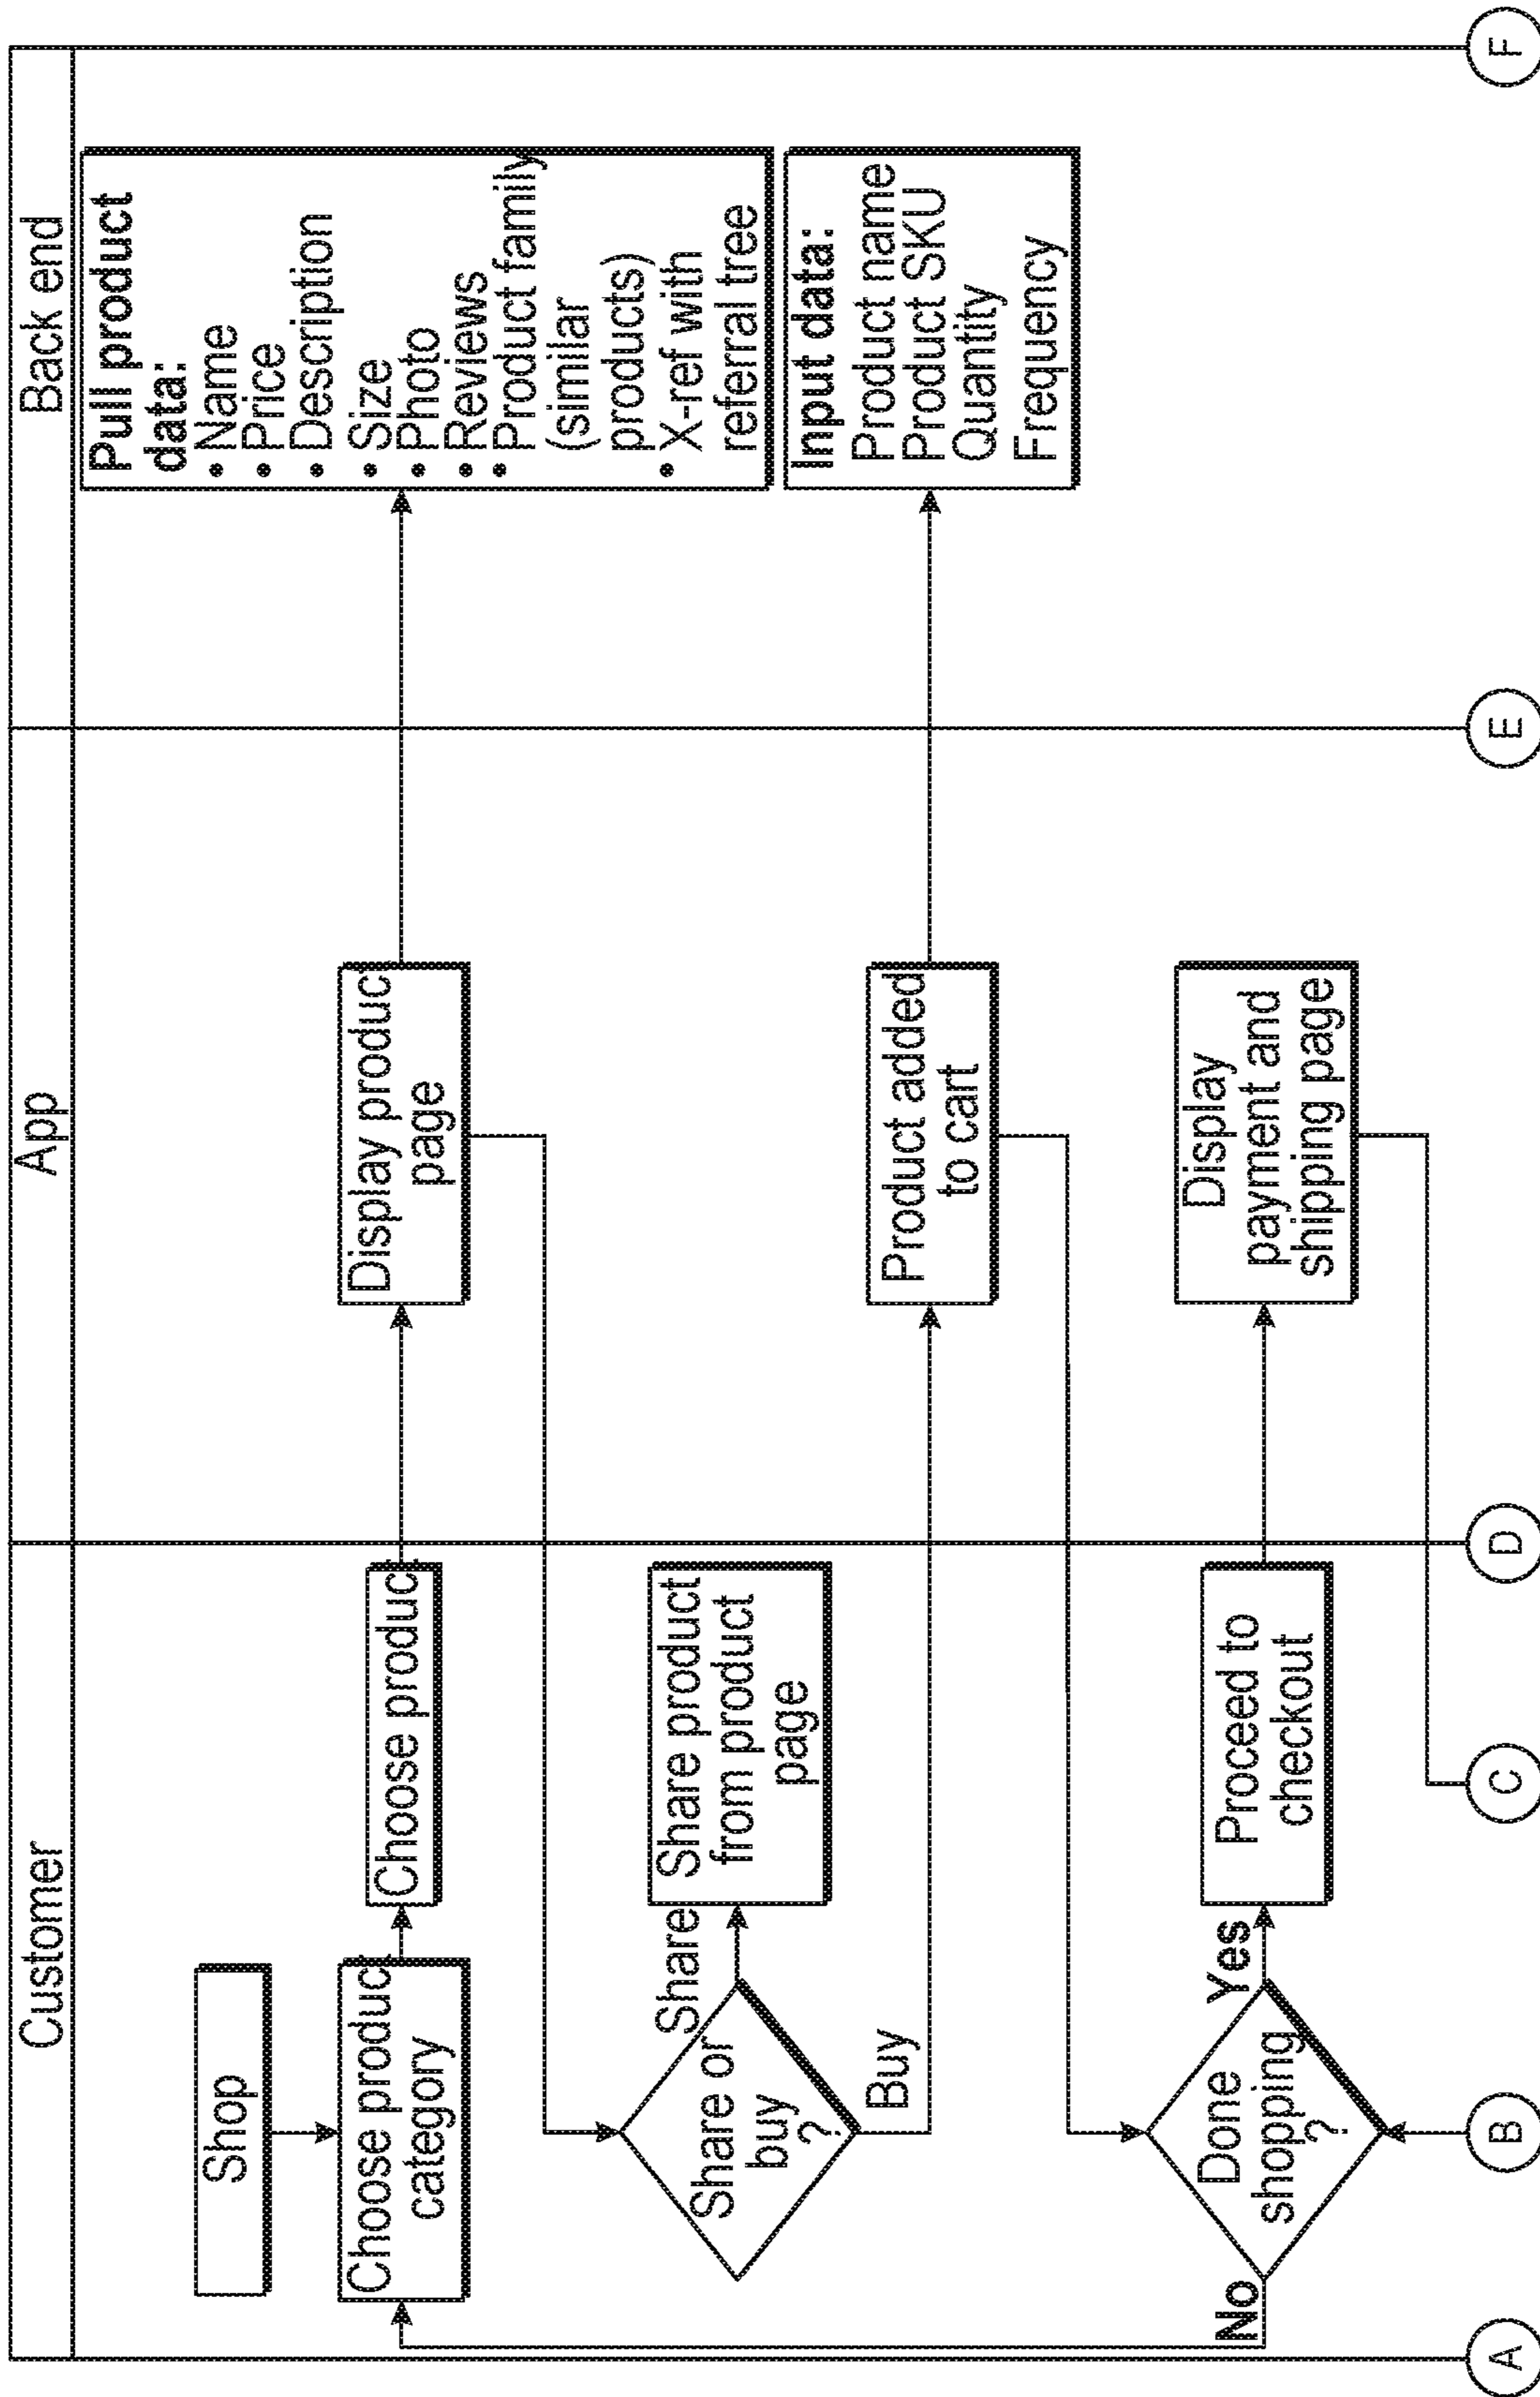 Customer
App
Back end
Shop
Choose product
category
Choose product
Display product
page
Pull product
data:
• Name
• Price
• Description
• Size
• Photo
• Reviews
• Product family
(similar
products)
• X-ref with
referral tree
Share or
buy
?
Share
Share product
from product
page
Buy
Product added
to cart
Input data:
Product name
Product SKU
Quantity
Frequency
Done
shopping
?
No
Yes
Proceed to
checkout
Display
payment and
shipping page
A
B
C
D
E
F